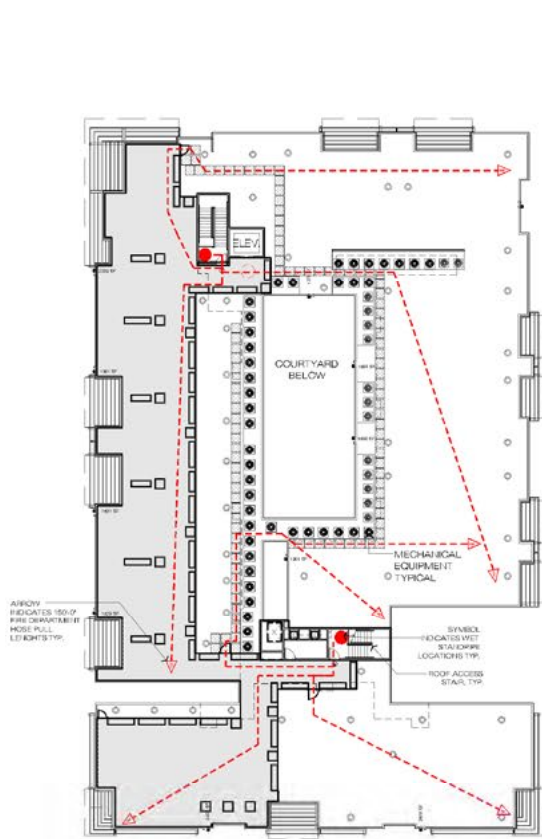 ELEV.
COURTYARD
BELOW
MECHANICAL
EQUIPMENT
TYPICAL
ARROW
INDICATES 150'-0"
FIRE DEPARTMENT
HOSE PULL
LENGHTS TYP.
SYMBOL
INDICATES WET
STANDPIPE
LOCATIONS TYP.
ROOF ACCESS
STAIR, TYP.